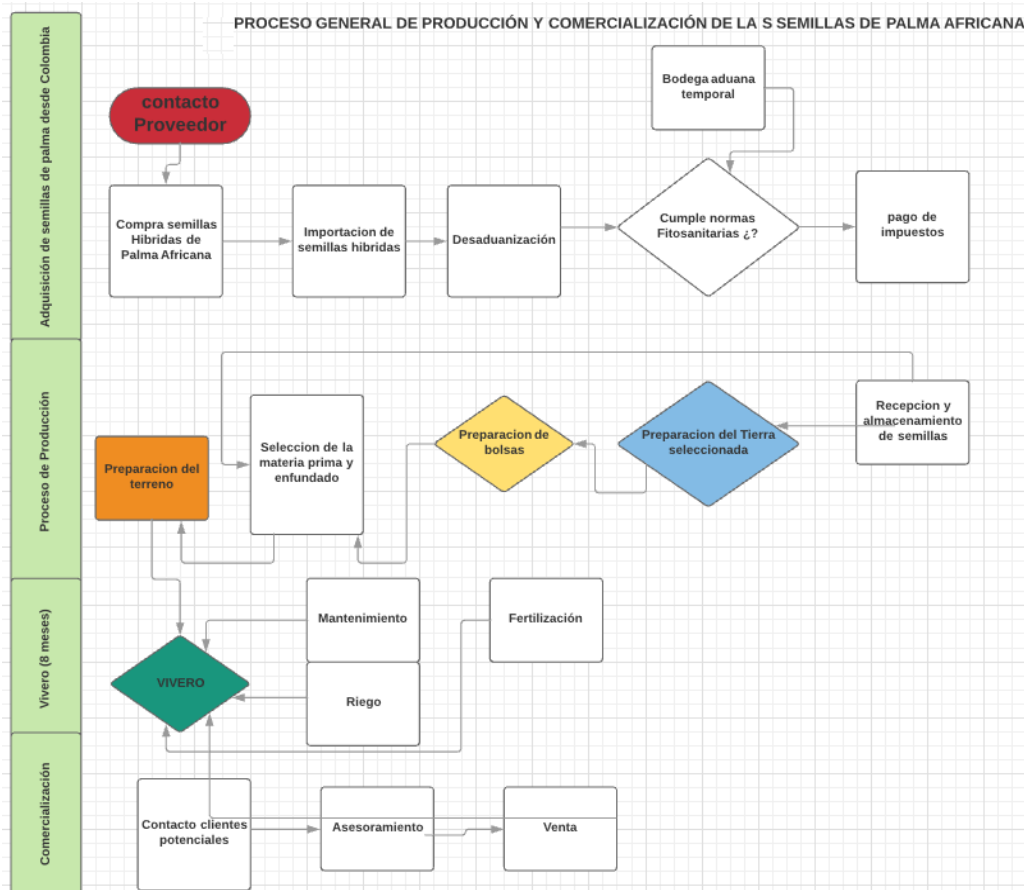 PROCESO GENERAL DE PRODUCCIÓN Y COMERCIALIZACIÓN DE LA S SEMILLAS DE PALMA AFRICANA
Adquisición de semillas de palma desde Colombia
contacto
Proveedor
Bodega aduana
temporal
Compra semillas
Hibridas de
Palma Africana
Importacion de
semillas hibridas
Desaduanización
Cumple normas
Fitosanitarias ¿?
pago de
impuestos
Proceso de Producción
Preparacion del
terreno
Seleccion de la
materia prima y
enfundado
Preparacion de
bolsas
Preparacion del Tierra
seleccionada
Recepcion y
almacenamiento
de semillas
Vivero (8 meses)
VIVERO
Mantenimiento
Fertilización
Riego
Comercialización
Contacto clientes
potenciales
Asesoramiento
Venta